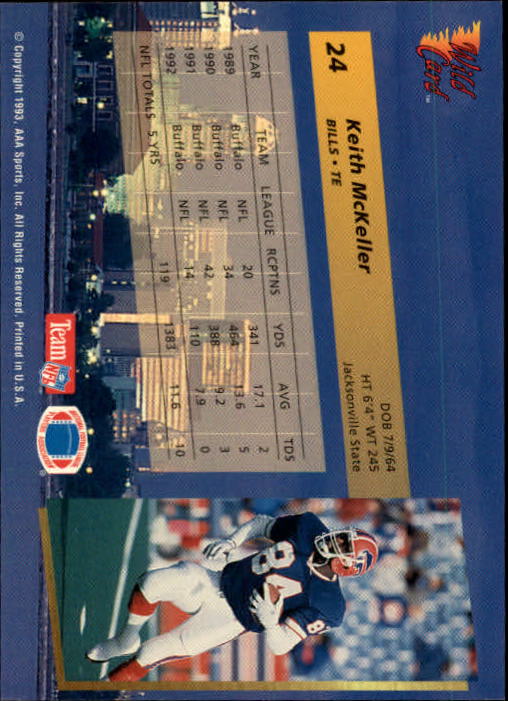 Wild Card™
24
Keith McKeller
BILLS • TE
DOB 7/9/64
HT 6'4" WT 245
Jacksonville State
YEAR TEAM LEAGUE RCPTNS YDS AVG TDS
1989 Buffalo NFL 20 341 17.1 2
1990 Buffalo NFL 34 464 13.6 5
1991 Buffalo NFL 42 388 9.2 3
1992 Buffalo NFL 14 110 7.9 0
NFL TOTALS 5 YRS 119 1383 11.6 10
Team NFL
84
84
© Copyright 1993, AAA Sports, Inc. All Rights Reserved. Printed in U.S.A.